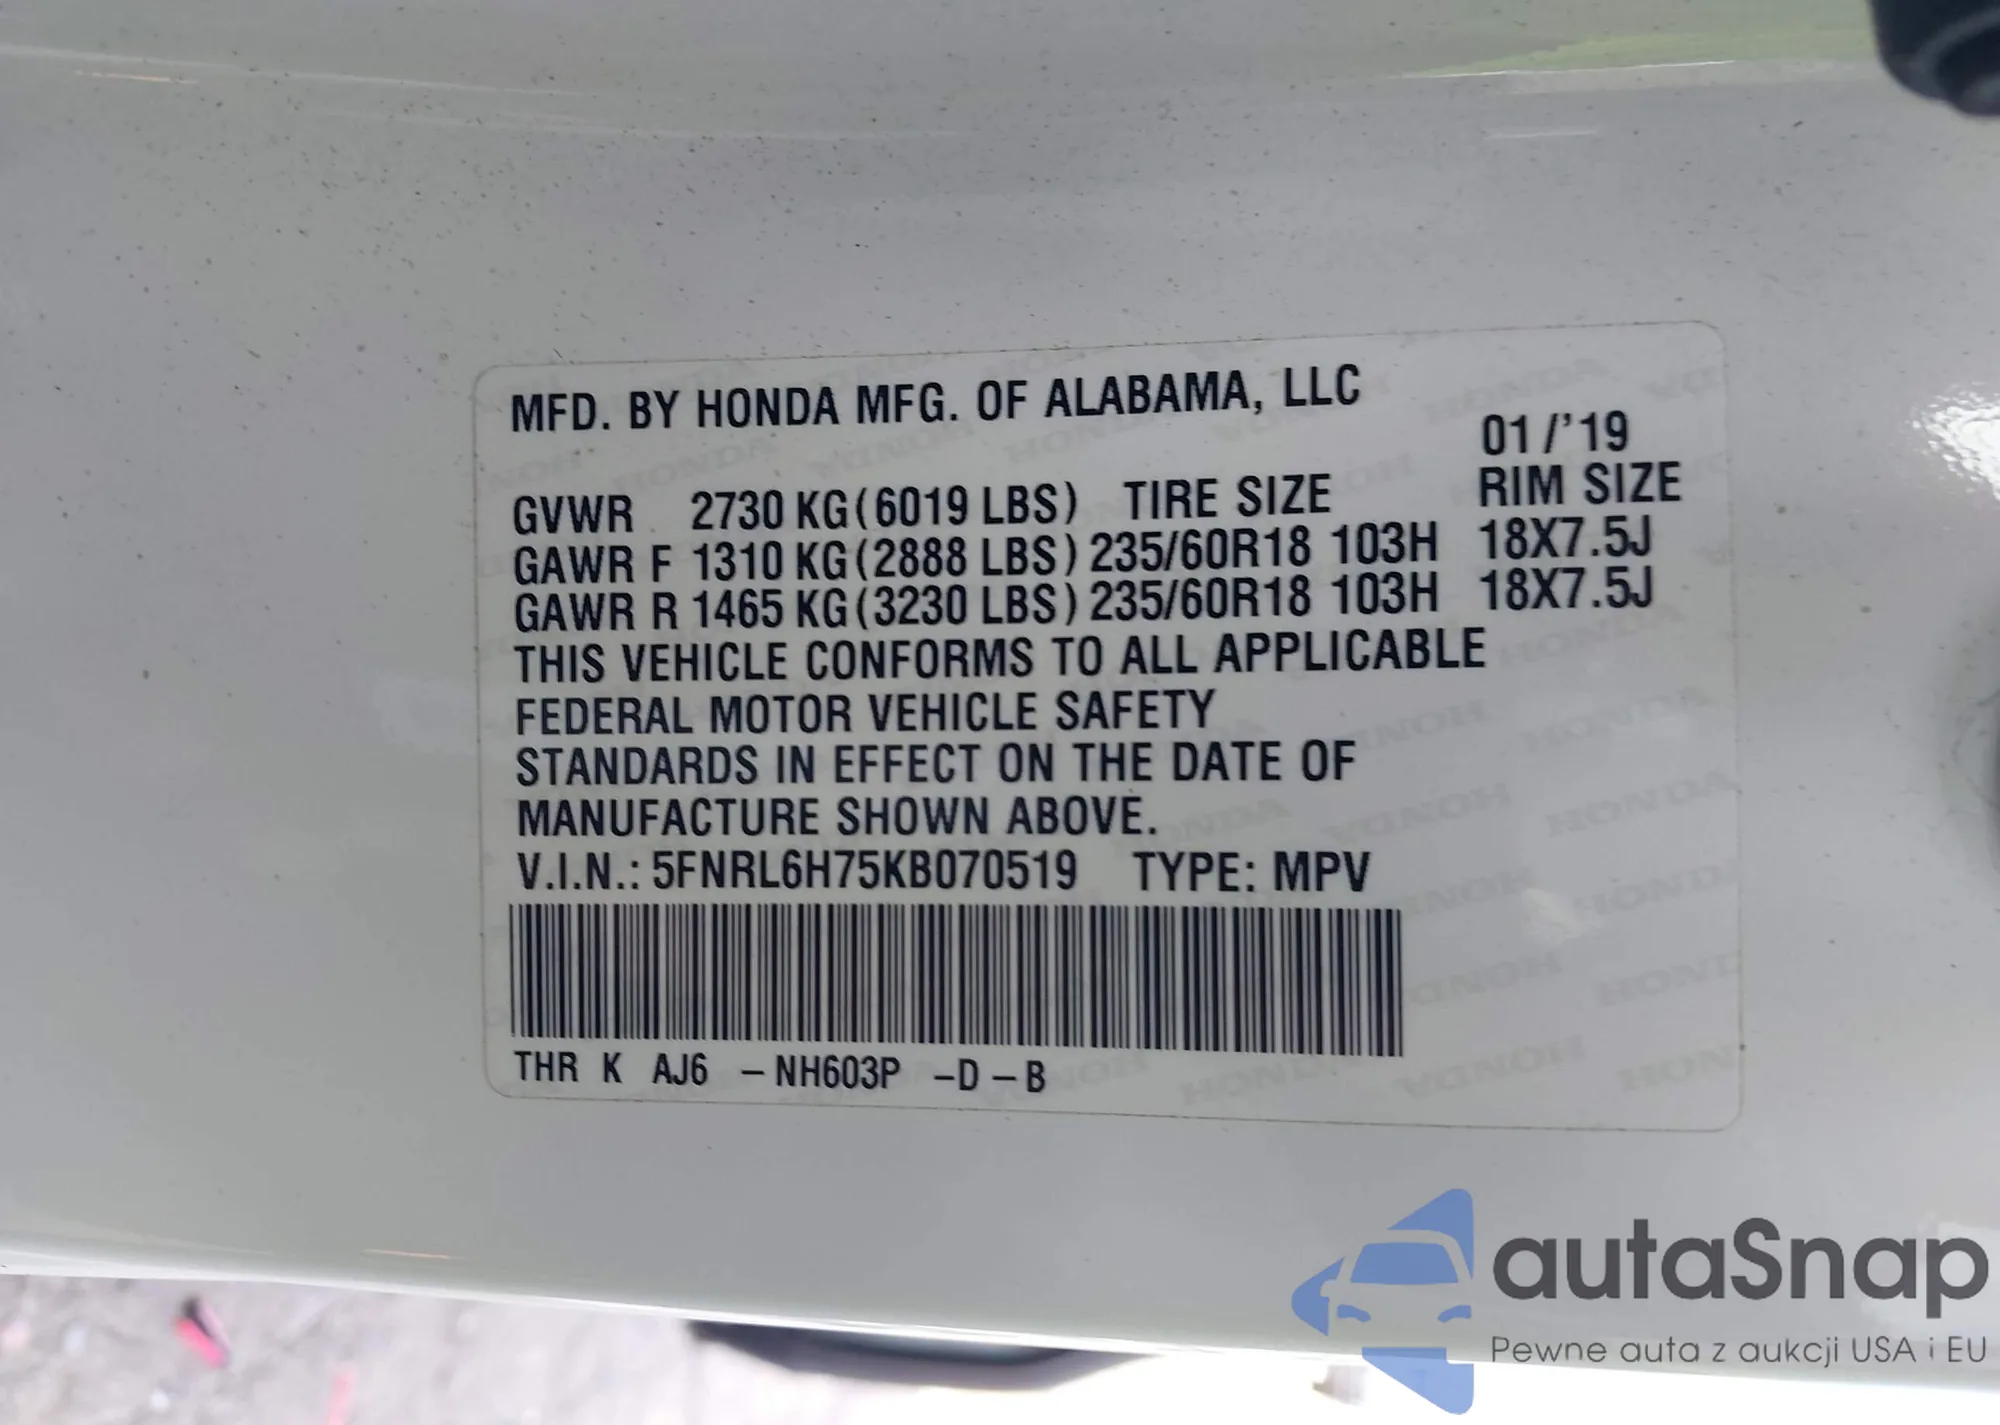 MFD. BY HONDA MFG. OF ALABAMA, LLC
01/'19
GVWR 2730 KG(6019 LBS) TIRE SIZE RIM SIZE
GAWR F 1310 KG(2888 LBS) 235/60R18 103H 18X7.5J
GAWR R 1465 KG(3230 LBS) 235/60R18 103H 18X7.5J
THIS VEHICLE CONFORMS TO ALL APPLICABLE
FEDERAL MOTOR VEHICLE SAFETY
STANDARDS IN EFFECT ON THE DATE OF
MANUFACTURE SHOWN ABOVE.
V.I.N.: 5FNRL6H75KB070519 TYPE: MPV
THR K AJ6 -NH603P -D-B
autaSnap
Pewne auta z aukcji USA i EU